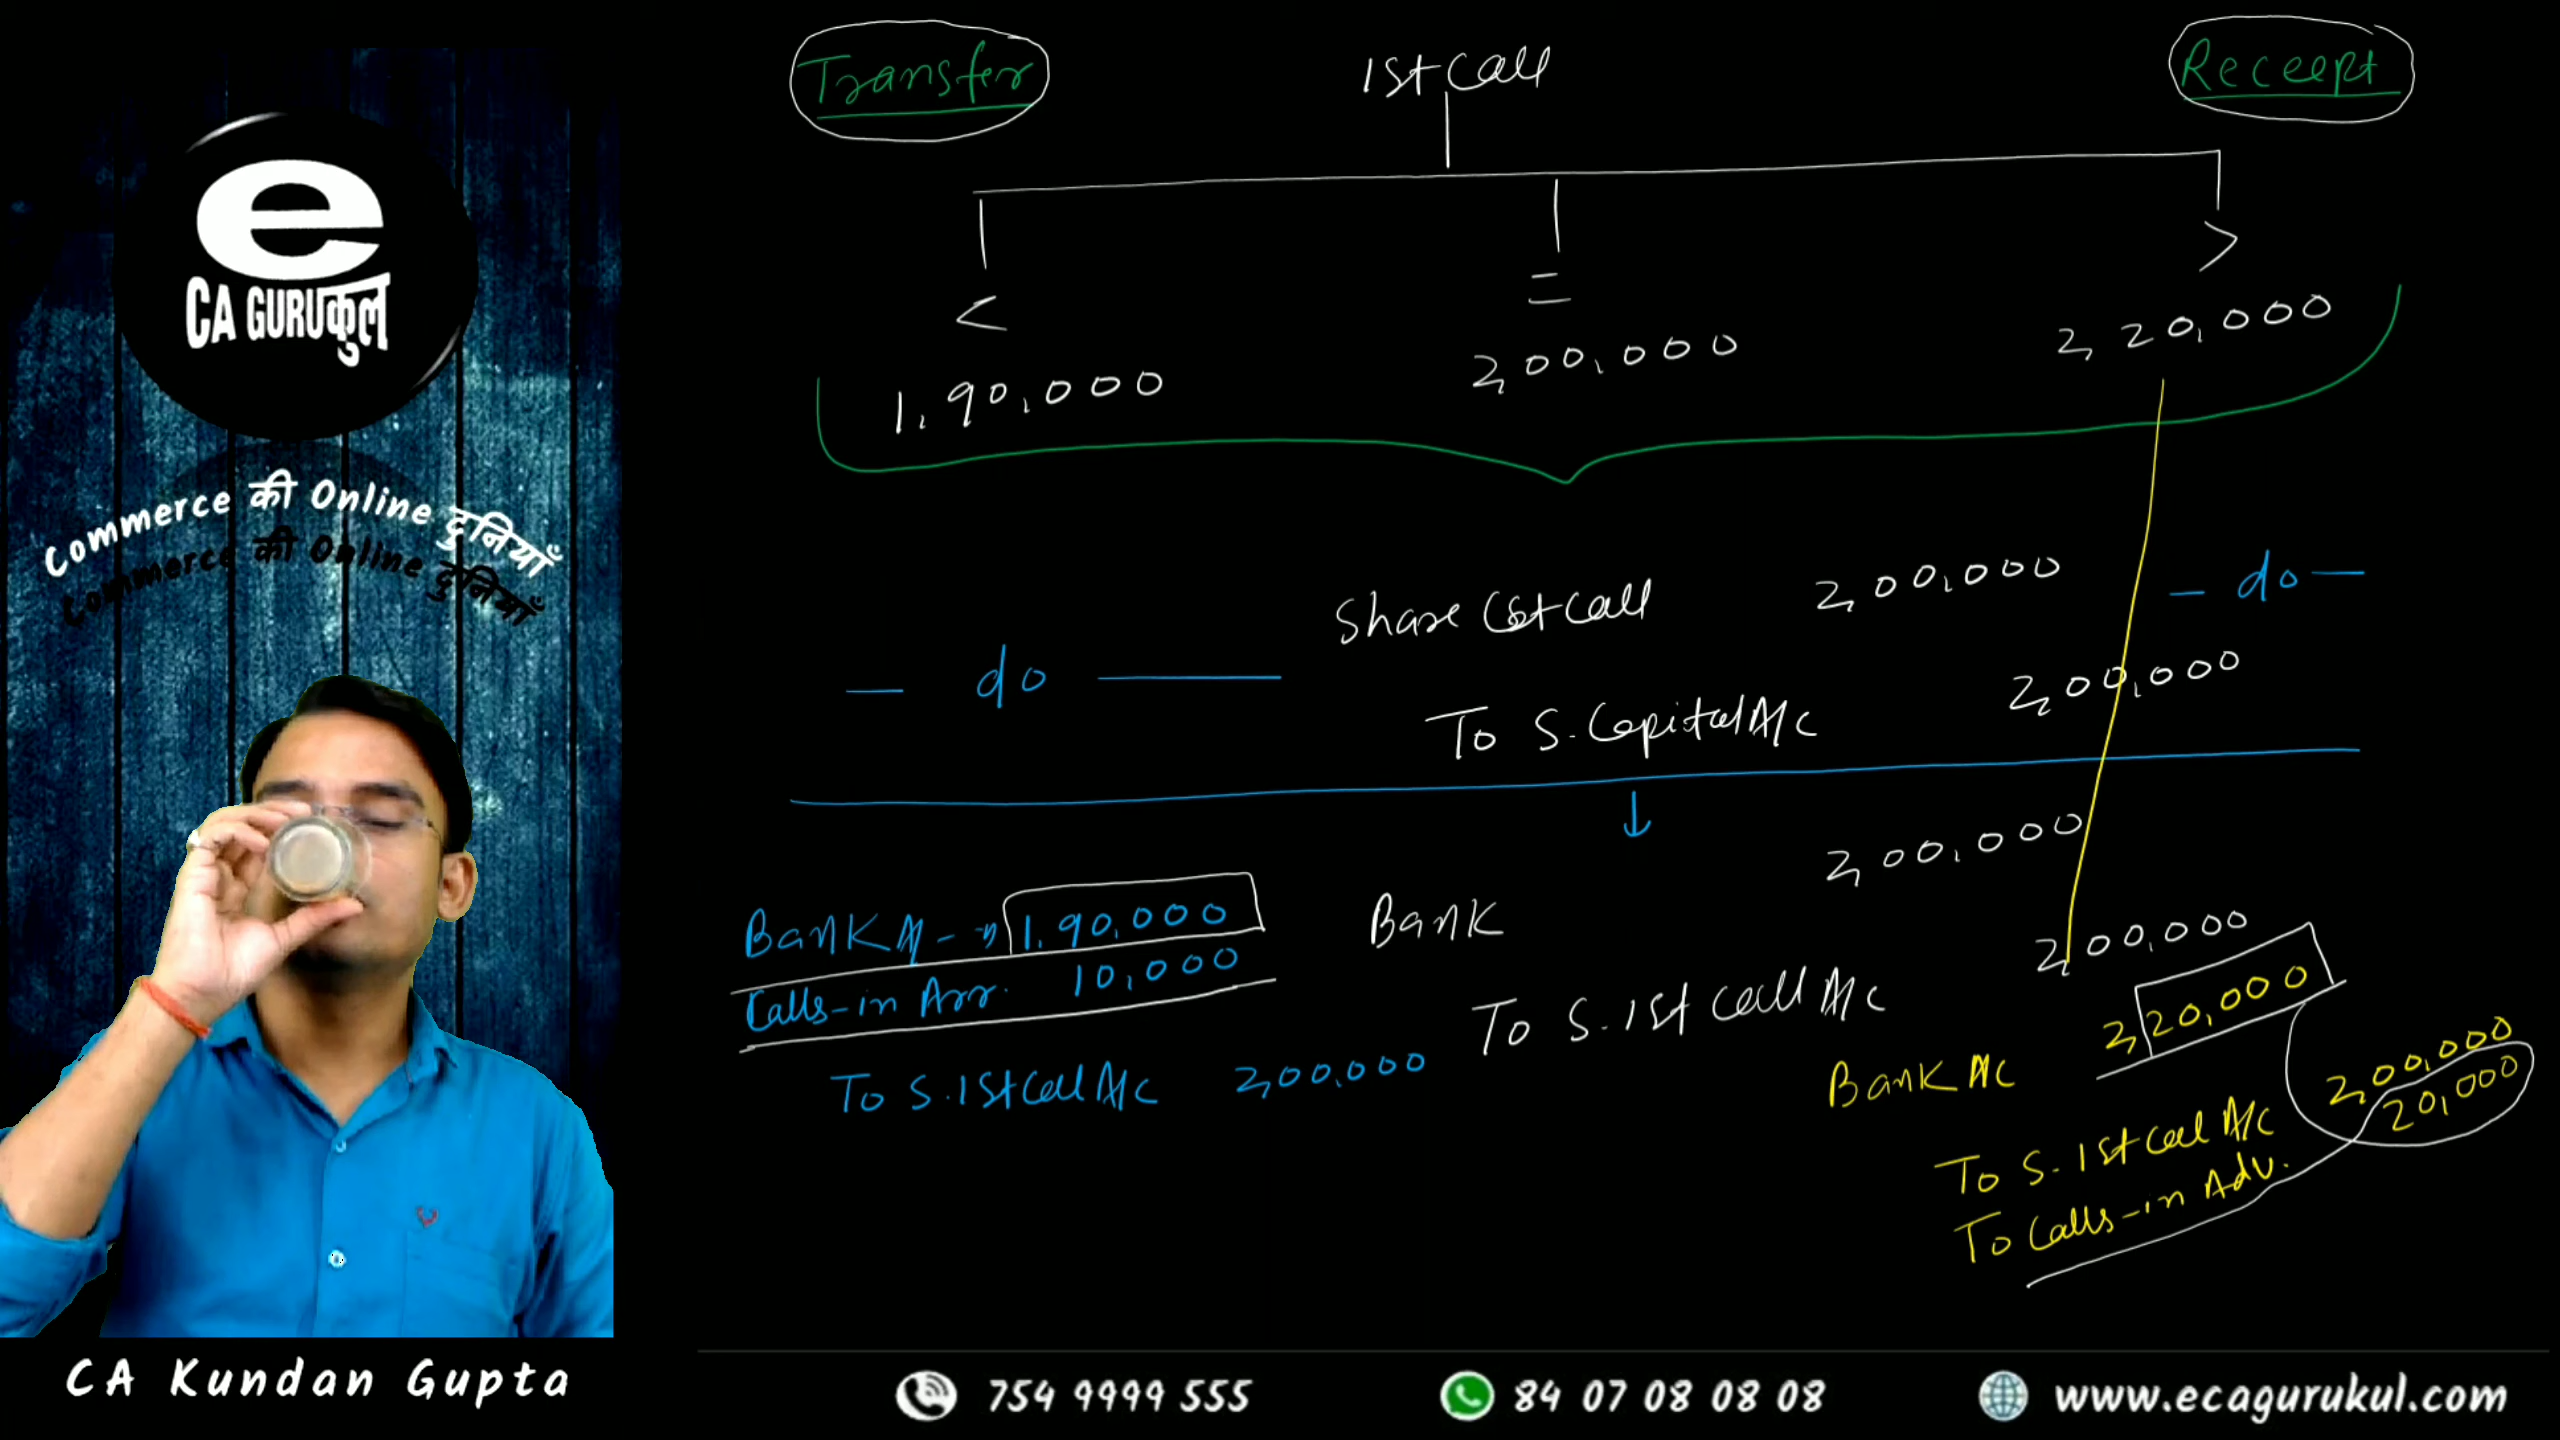 Transfer
1st Call
Receipt
e
CA GURUकुल
Commerce की Online दुनियाँ
<
=
>
1,90,000
2,00,000
2,20,000
Share 1st Call 2,00,000
- do -
- do -
To S. Capital A/c 2,00,000
↓
Bank A/c - Dr 1,90,000
Calls-in Arr. 10,000
To S. 1st Call A/c 2,00,000
Bank 2,00,000
To S. 1st Call A/c 2,00,000
Bank A/c 2,20,000
To S. 1st Call A/c 2,00,000
To Calls-in Adv. 20,000
CA Kundan Gupta
754 9999 555
84 07 08 08 08
www.ecagurukul.com